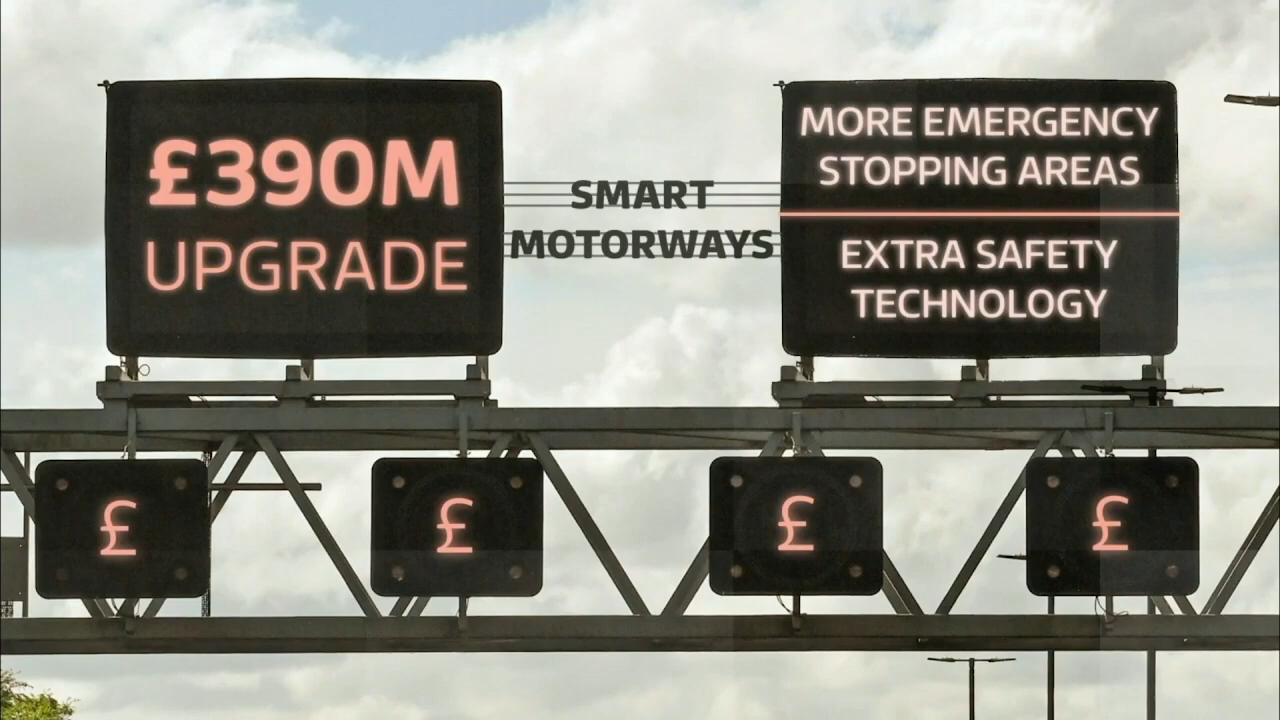 £390M
UPGRADE
SMART
MOTORWAYS
MORE EMERGENCY
STOPPING AREAS
EXTRA SAFETY
TECHNOLOGY
£
£
£
£